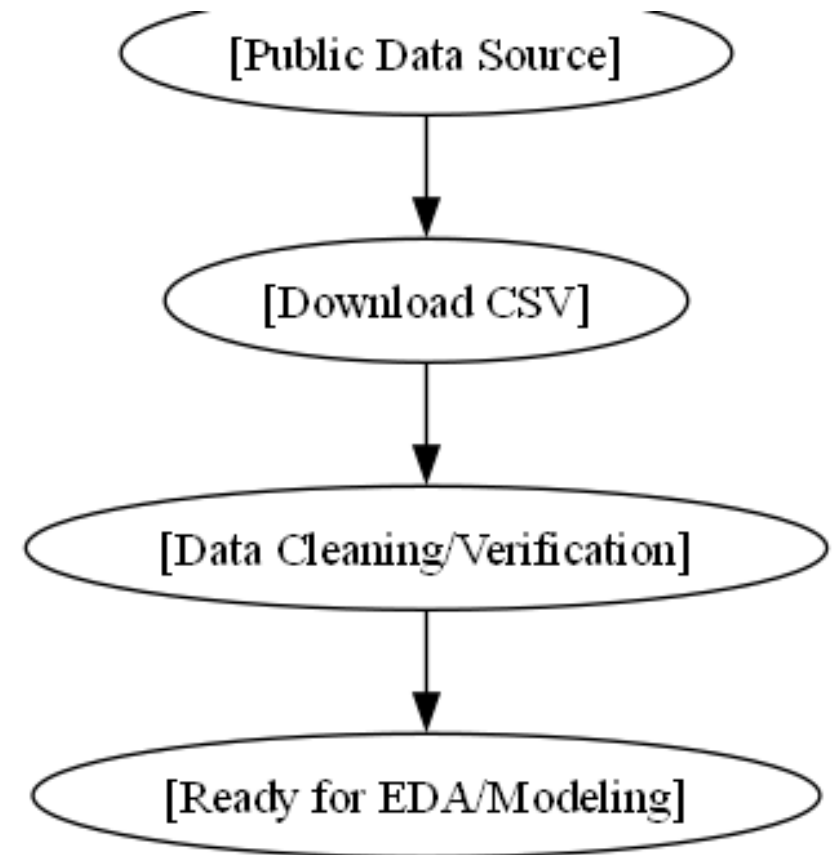 [Public Data Source]
[Download CSV]
[Data Cleaning/Verification]
[Ready for EDA/Modeling]